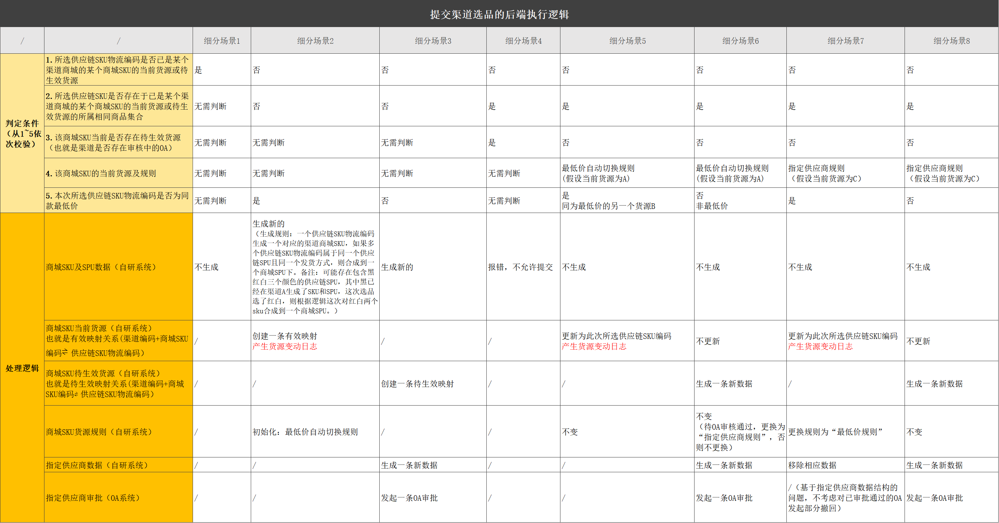 提交渠道选品的后端执行逻辑
/
/
细分场景1
细分场景2
细分场景3
细分场景4
细分场景5
细分场景6
细分场景7
细分场景8
判定条件
（从1~5依
次校验）
1.所选供应链SKU物流编码是否已是某个
渠道商城的某个商城SKU的当前货源或待
生效货源
是
否
否
否
否
否
否
否
2.所选供应链SKU是否存在于已是某个渠
道商城的某个商城SKU的当前货源或待生
效货源的所属相同商品集合
无需判断
否
否
是
是
是
是
是
3.该商城SKU当前是否存在待生效货源
（也就是渠道是否存在审核中的OA）
无需判断
无需判断
无需判断
是
否
否
否
否
4.该商城SKU的当前货源及规则
无需判断
无需判断
无需判断
无需判断
最低价自动切换规则
(假设当前货源为A)
最低价自动切换规则
(假设当前货源为A)
指定供应商规则
（假设当前货源为C）
指定供应商规则
（假设当前货源为C）
5.本次所选供应链SKU物流编码是否为同
款最低价
无需判断
是
否
无需判断
是
同为最低价的另一个货源B
否
非最低价
是
否
处理逻辑
商城SKU及SPU数据（自研系统）
不生成
生成新的
（生成规则：一个供应链SKU物流编码
生成一个对应的渠道商城SKU，如果多
个供应链SKU物流编码属于同一个供应
链SPU且同一个发货方式，则合成到一
个商城SPU下。备注：可能存在包含黑
红白三个颜色的供应链SPU，其中黑已
经在渠道A生成了SKU和SPU，这次选品
选了红白，则根据逻辑这次对红白两个
sku合成到一个商城SPU。）
生成新的
报错，不允许提交
不生成
不生成
不生成
不生成
商城SKU当前货源（自研系统）
也就是有效映射关系(渠道编码+商城SKU
编码⇌ 供应链SKU物流编码）
/
创建一条有效映射
产生货源变动日志
/
/
更新为此次所选供应链SKU编码
产生货源变动日志
不更新
更新为此次所选供应链SKU编码
产生货源变动日志
不更新
商城SKU待生效货源（自研系统）
也就是待生效映射关系(渠道编码+商城
SKU编码⇌ 供应链SKU物流编码）
/
/
创建一条待生效映射
/
/
生成一条新数据
/
生成一条新数据
商城SKU货源规则（自研系统）
/
初始化：最低价自动切换规则
/
/
不变
不变
（待OA审核通过，更换为
“指定供应商规则”，否
则不更换）
更换规则为“最低价规则”
不变
指定供应商数据（自研系统）
/
/
生成一条新数据
/
/
生成一条新数据
移除相应数据
生成一条新数据
指定供应商审批（OA系统）
/
/
发起一条OA审批
/
/
发起一条OA审批
/（基于指定供应商数据结构的
问题，不考虑对已审批通过的OA
发起部分撤回）
发起一条OA审批